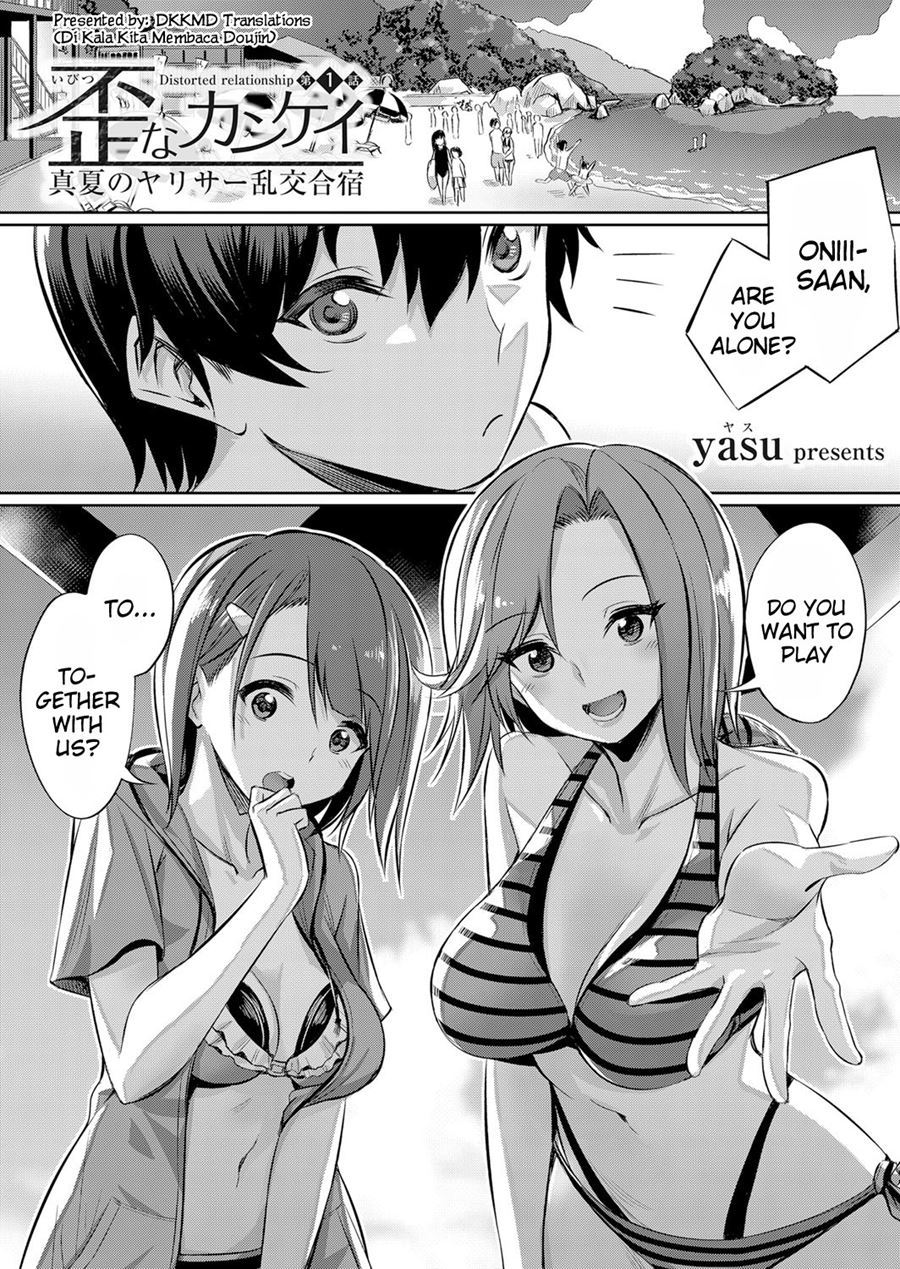 Presented by: DKKMD Translations
(Di Kala Kita Membaca Doujin)
いびつ
Distorted relationship 第1話
歪なカンケイ
真夏のヤリサー乱交合宿
ONIII-
SAAN,
ARE
YOU
ALONE?
ヤス
yasu presents
DO YOU
WANT TO
PLAY
TO...
TO-
GETHER
WITH
US?